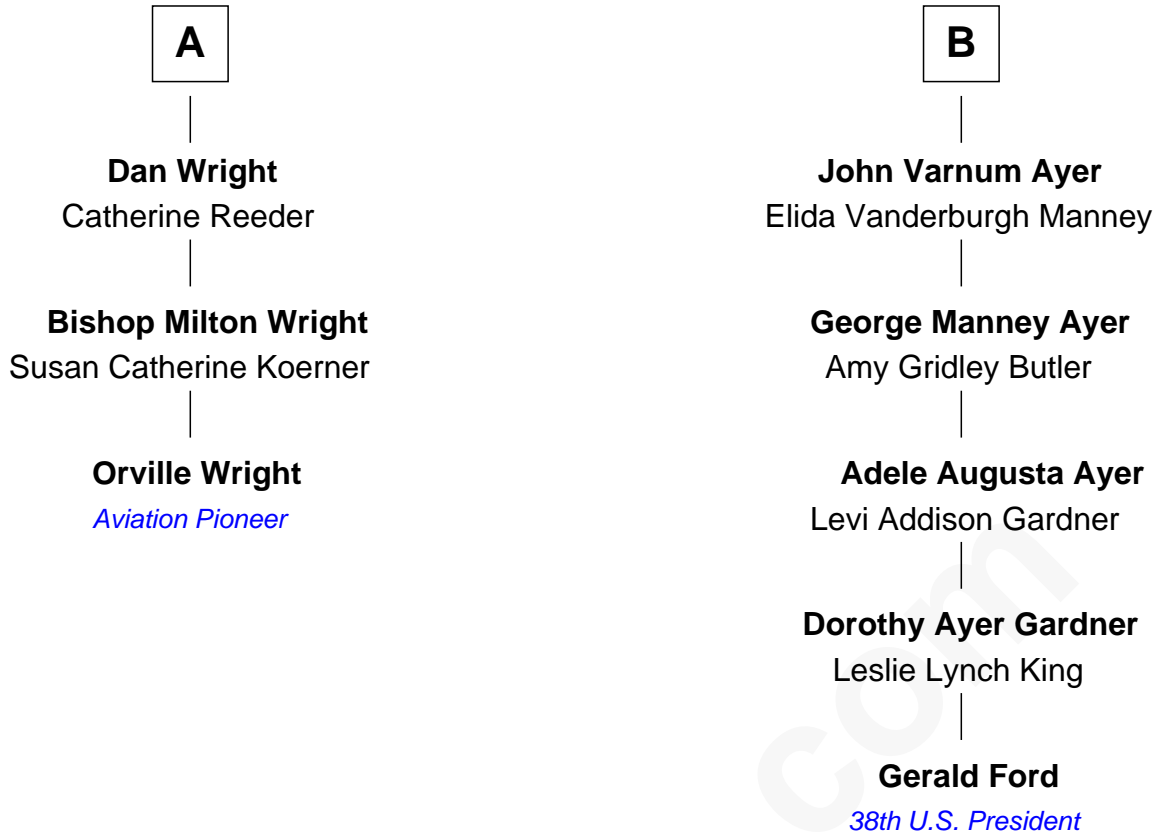 A
Dan Wright
Catherine Reeder
Bishop Milton Wright
Susan Catherine Koerner
Orville Wright
Aviation Pioneer
B
John Varnum Ayer
Elida Vanderburgh Manney
George Manney Ayer
Amy Gridley Butler
Adele Augusta Ayer
Levi Addison Gardner
Dorothy Ayer Gardner
Leslie Lynch King
Gerald Ford
38th U.S. President
com